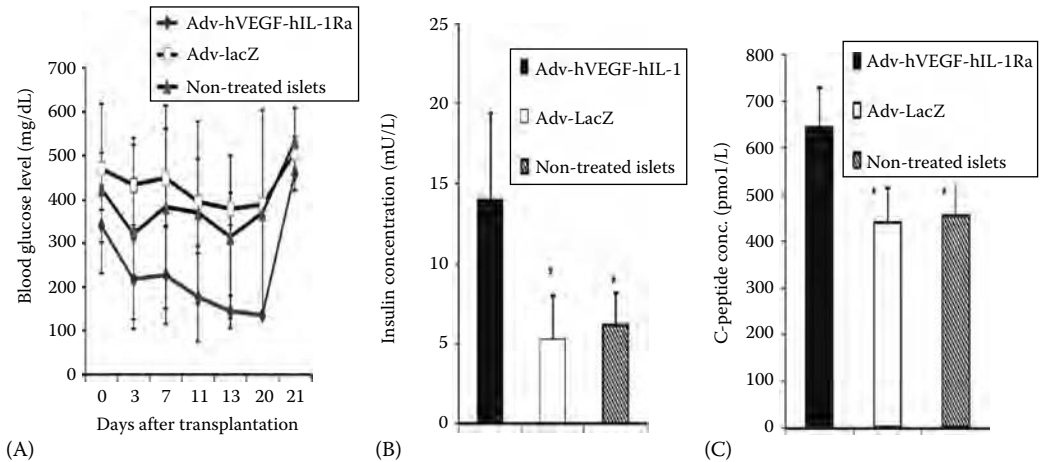 Adv-hVEGF-hIL-1Ra
Adv-lacZ
Non-treated islets
Blood glucose level (mg/dL)
700
600
500
400
300
200
100
0
0 3 7 11 13 20 21
Days after transplantation
(A)
Adv-hVEGF-hIL-1
Adv-LacZ
Non-treated islets
Insulin concentration (mU/L)
25
20
15
10
5
0
(B)
Adv-hVEGF-hIL-1Ra
Adv-LacZ
Non-treated islets
C-peptide conc. (pmo1/L)
800
700
600
500
400
300
200
100
0
(C)